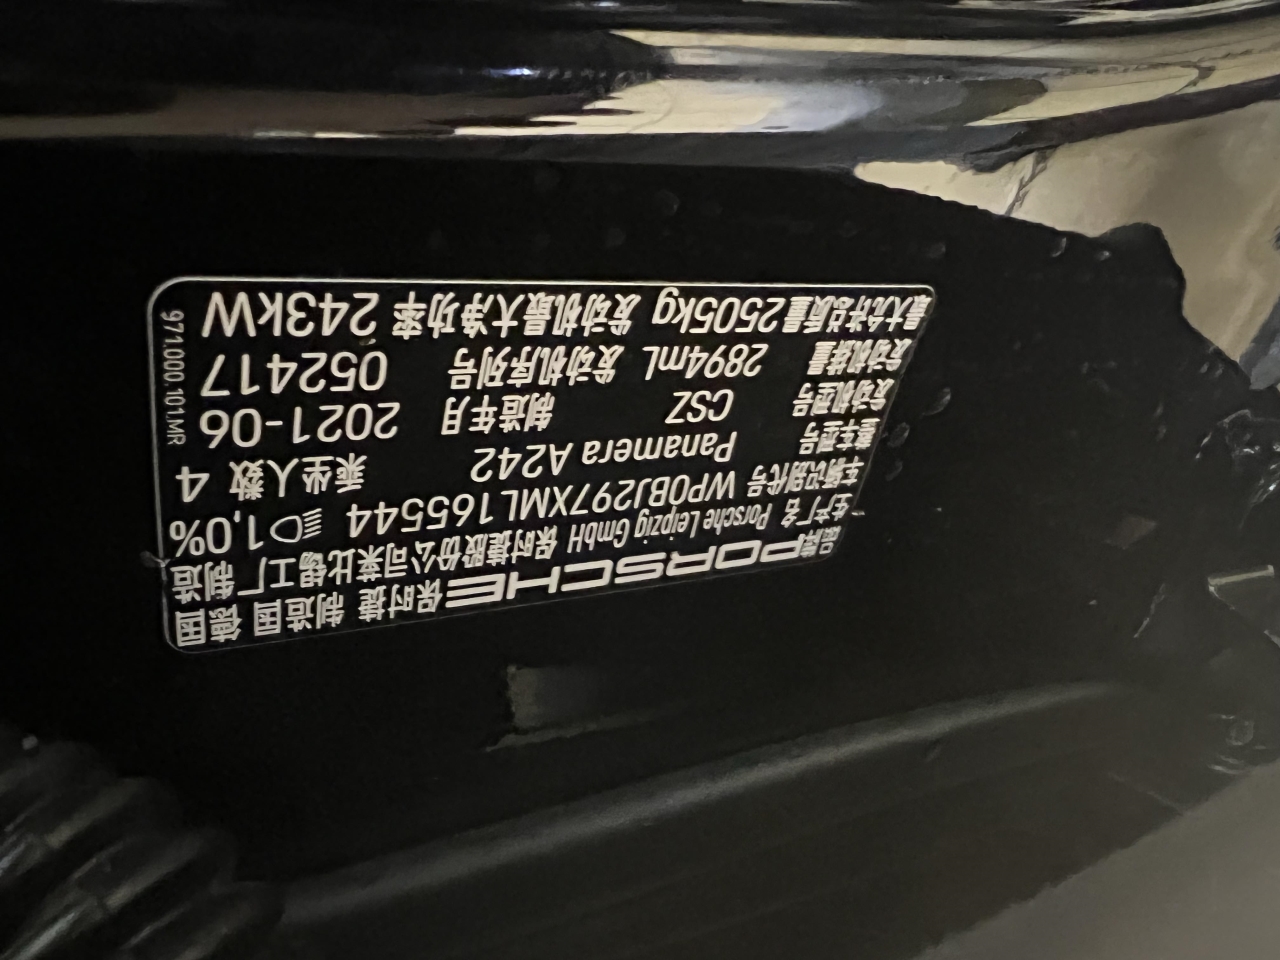 品牌 PORSCHE 保时捷 制造国 德国
生产厂名 Porsche Leipzig GmbH 保时捷股份公司莱比锡工厂制造
车辆识别代号 WP0BJ297XML165544 1,0%
整车型号 Panamera A242 乘坐人数 4
发动机型号 CSZ 制造年月 2021-06
发动机排量 2894mL 发动机序列号 052417
最大允许总质量 2505kg 发动机最大净功率 243kW
971.000.101.MR